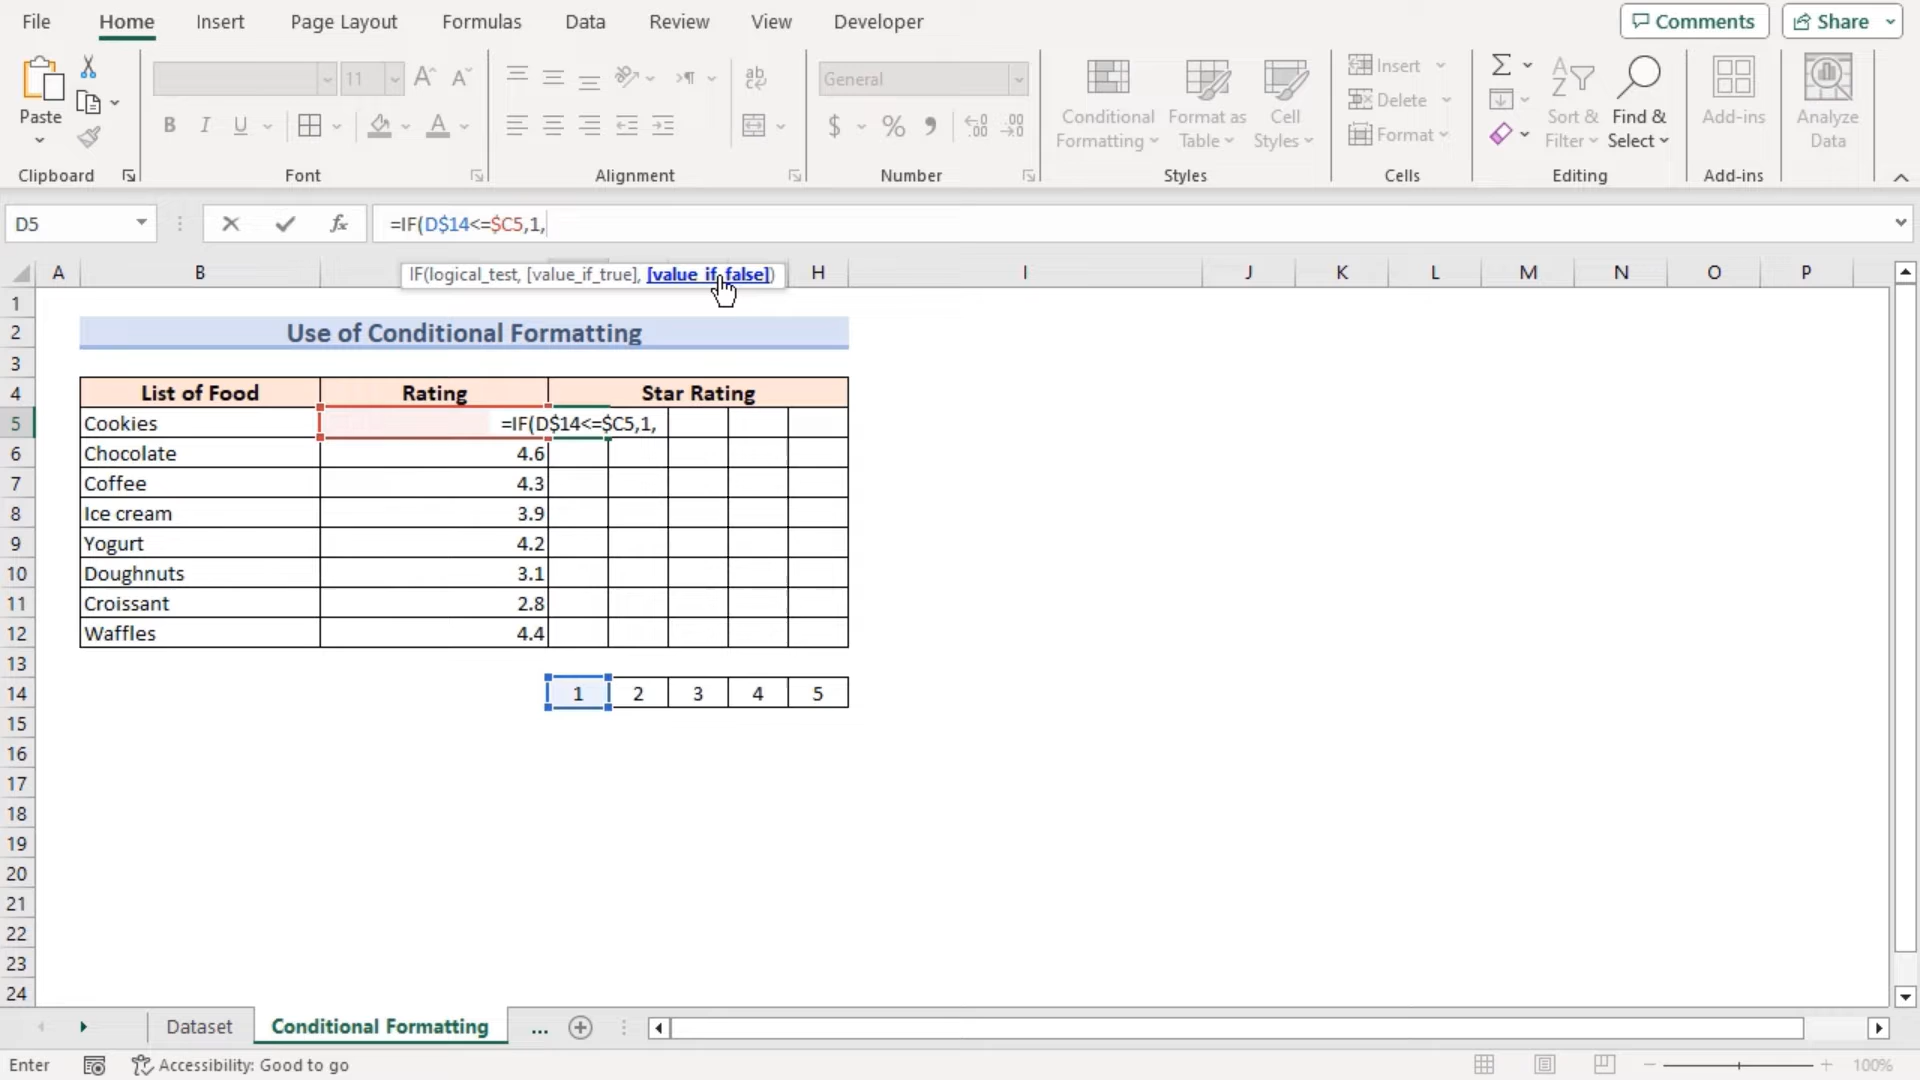 File Home Insert Page Layout Formulas Data Review View Developer Comments Share
11 General
Paste Conditional Formatting Format as Table Cell Styles Insert Delete Format Sort & Filter Find & Select Add-ins Analyze Data
Clipboard Font Alignment Number Styles Cells Editing Add-ins
D5 fx =IF(D$14<=$C5,1,
IF(logical_test, [value_if_true], [value_if_false])
A B H I J K L M N O P
1
2 Use of Conditional Formatting
3
4 List of Food Rating Star Rating
5 Cookies =IF(D$14<=$C5,1,
6 Chocolate 4.6
7 Coffee 4.3
8 Ice cream 3.9
9 Yogurt 4.2
10 Doughnuts 3.1
11 Croissant 2.8
12 Waffles 4.4
13
14 1 2 3 4 5
15
16
17
18
19
20
21
22
23
24
Dataset Conditional Formatting ...
Enter Accessibility: Good to go 100%